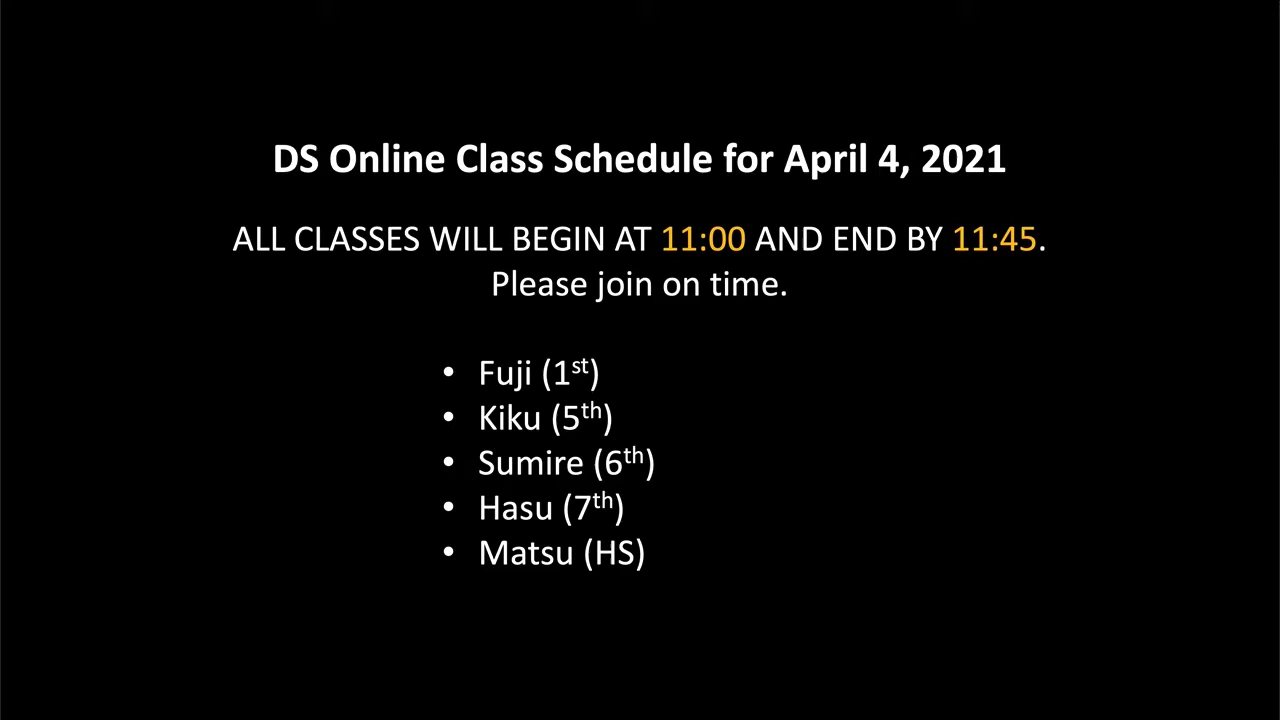 DS Online Class Schedule for April 4, 2021
ALL CLASSES WILL BEGIN AT 11:00 AND END BY 11:45.
Please join on time.
• Fuji (1st)
• Kiku (5th)
• Sumire (6th)
• Hasu (7th)
• Matsu (HS)